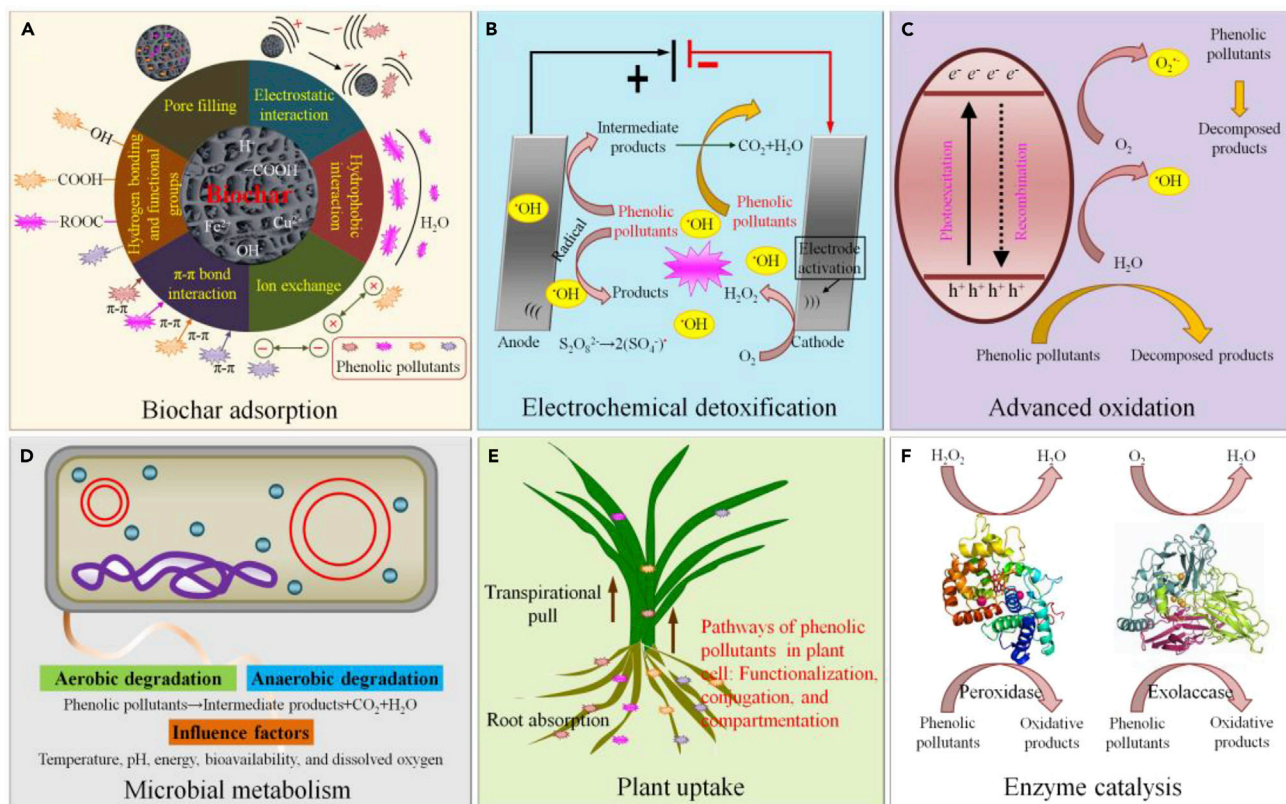 A
Pore filling
Electrostatic
interaction
Hydrogen bonding
and functional
groups
Hydrophobic
interaction
π-π bond
interaction
Ion exchange
H⁺
−COOH
Biochar
Fe²⁺
Cu²⁺
OH
OH
COOH
ROOC
H₂O
π-π
π-π
π-π
π-π
Phenolic pollutants
Biochar adsorption
B
+
−
Intermediate
products
CO₂+H₂O
•OH
Phenolic
pollutants
Phenolic
pollutants
•OH
Radical
•OH
Electrode
activation
•OH
Products
H₂O₂
•OH
•OH
Anode
S₂O₈²⁻→2(SO₄⁻)•
O₂
Cathode
Electrochemical detoxification
C
e⁻ e⁻ e⁻ e⁻
Photoexcitation
Recombination
h⁺ h⁺ h⁺ h⁺
O₂•⁻
O₂
•OH
H₂O
Phenolic
pollutants
Decomposed
products
Phenolic pollutants
Decomposed products
Advanced oxidation
D
Aerobic degradation
Anaerobic degradation
Phenolic pollutants→Intermediate products+CO₂+H₂O
Influence factors
Temperature, pH, energy, bioavailability, and dissolved oxygen
Microbial metabolism
E
Transpirational
pull
Root absorption
Pathways of phenolic
pollutants in plant
cell: Functionalization,
conjugation, and
compartmentation
Plant uptake
F
H₂O₂
H₂O
O₂
H₂O
Peroxidase
Exolaccase
Phenolic
pollutants
Oxidative
products
Phenolic
pollutants
Oxidative
products
Enzyme catalysis